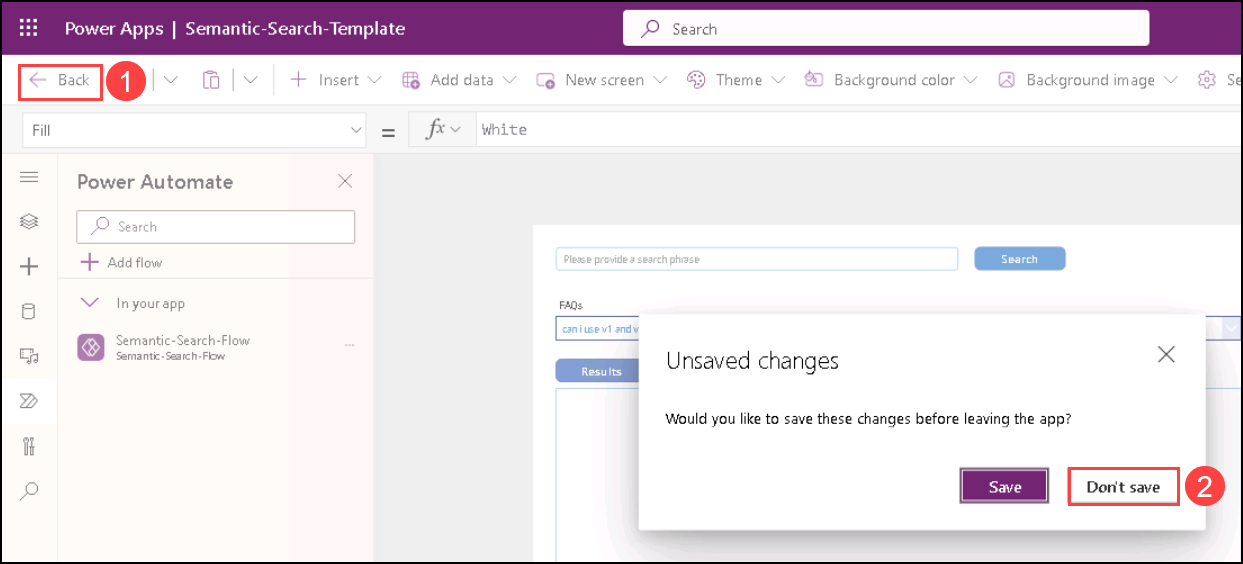 Power Apps | Semantic-Search-Template
Search
Back
1
Insert
Add data
New screen
Theme
Background color
Background image
Fill
=
fx
White
Power Automate
Search
Add flow
In your app
Semantic-Search-Flow
Semantic-Search-Flow
...
Please provide a search phrase
Search
FAQs
can i use v1 and
Results
Unsaved changes
Would you like to save these changes before leaving the app?
Save
Don't save
2